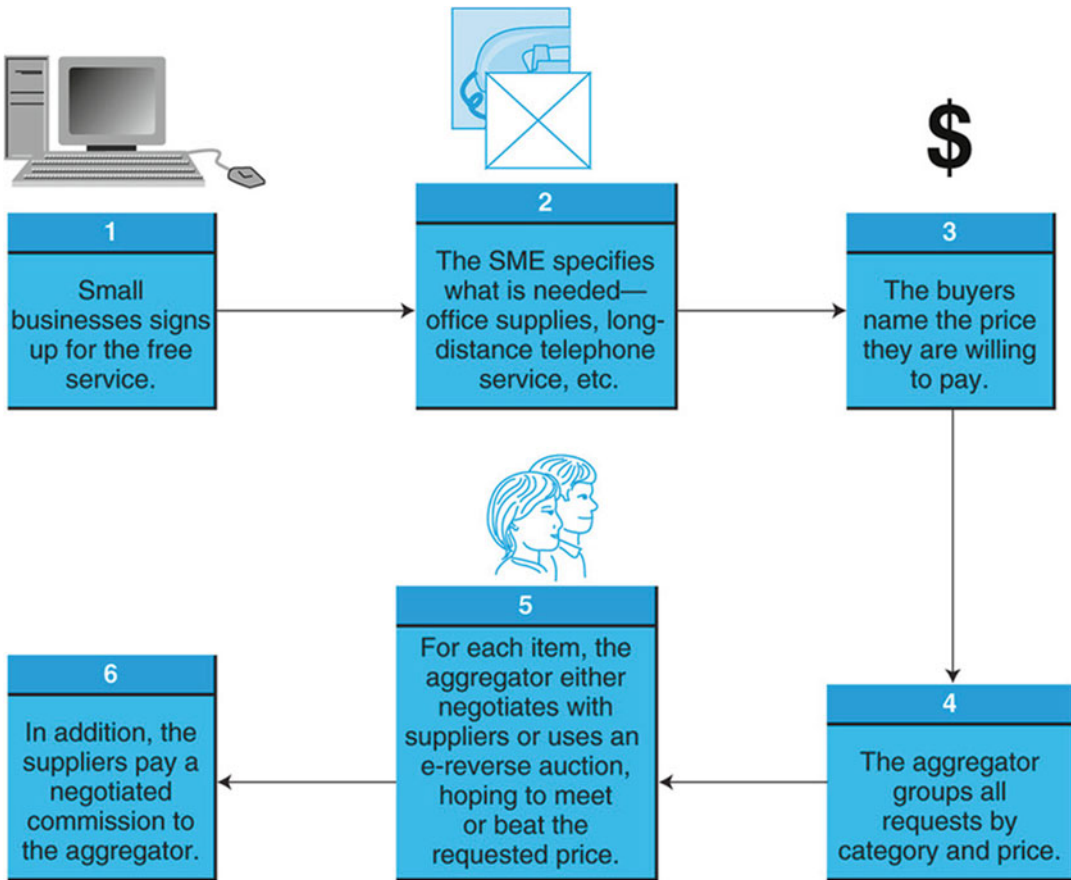 $
1
Small
businesses signs
up for the free
service.
2
The SME specifies
what is needed—
office supplies, long-
distance telephone
service, etc.
3
The buyers
name the price
they are willing
to pay.
4
The aggregator
groups all
requests by
category and price.
5
For each item, the
aggregator either
negotiates with
suppliers or uses an
e-reverse auction,
hoping to meet
or beat the
requested price.
6
In addition, the
suppliers pay a
negotiated
commission to
the aggregator.